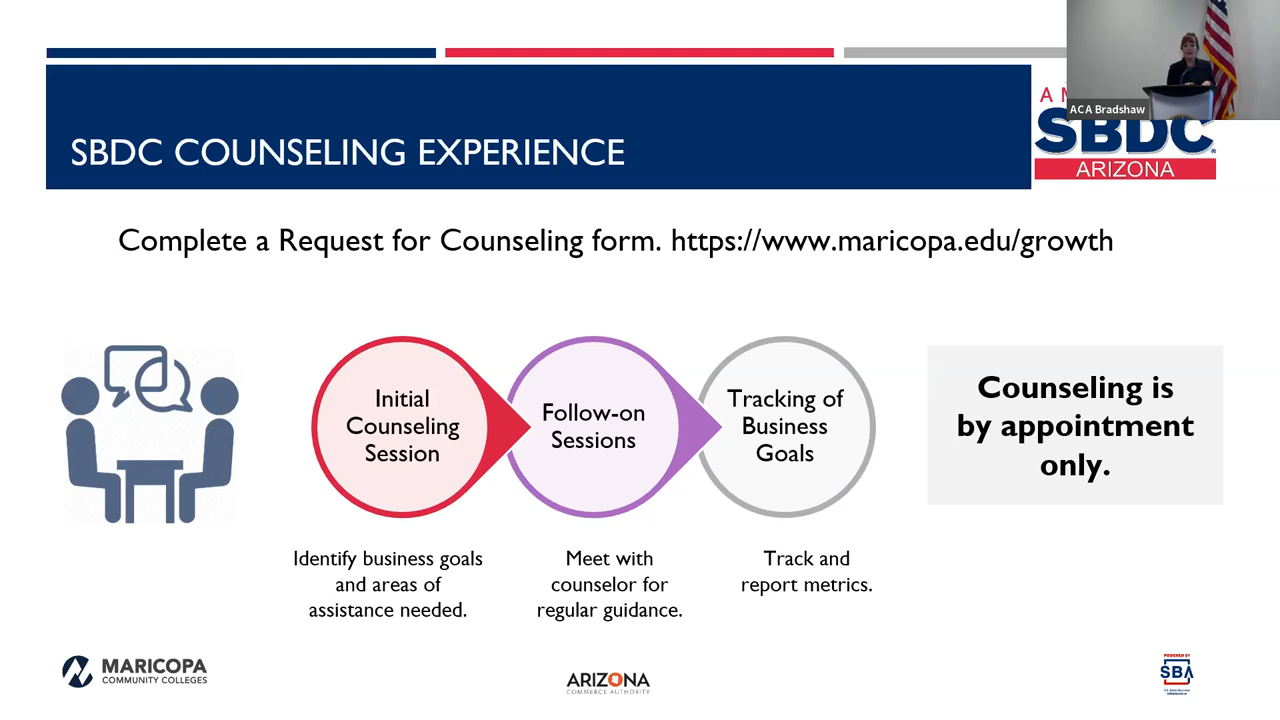 ACA Bradshaw
AM
SBDC
ARIZONA
SBDC COUNSELING EXPERIENCE
Complete a Request for Counseling form. https://www.maricopa.edu/growth
Initial
Counseling
Session
Follow-on
Sessions
Tracking of
Business
Goals
Counseling is
by appointment
only.
Identify business goals
and areas of
assistance needed.
Meet with
counselor for
regular guidance.
Track and
report metrics.
MARICOPA
COMMUNITY COLLEGES
ARIZONA
COMMERCE AUTHORITY
POWERED BY
SBA